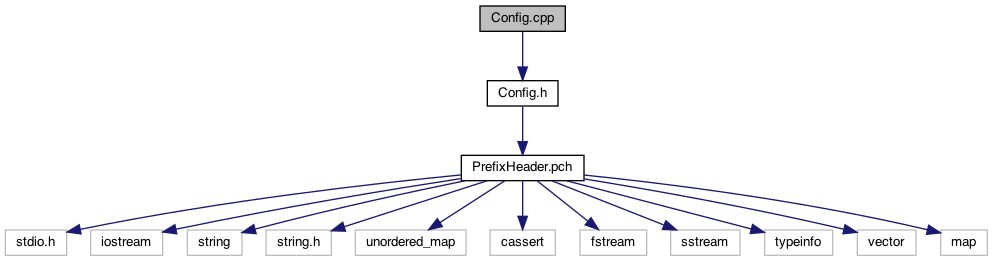 Config.cpp
Config.h
PrefixHeader.pch
stdio.h
iostream
string
string.h
unordered_map
cassert
fstream
sstream
typeinfo
vector
map